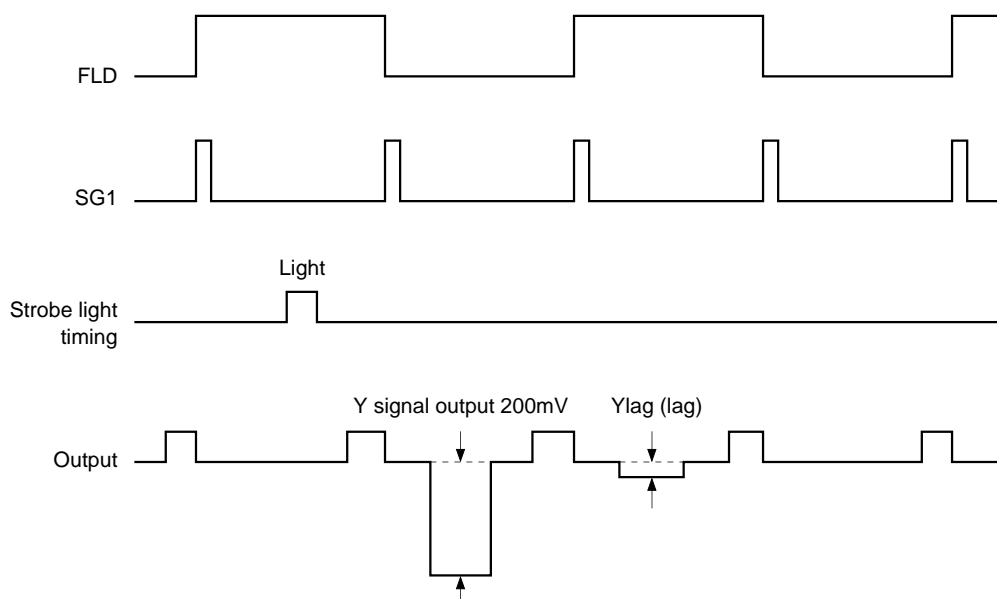 FLD
SG1
Light
Strobe light
timing
Y signal output 200mV
Ylag (lag)
Output